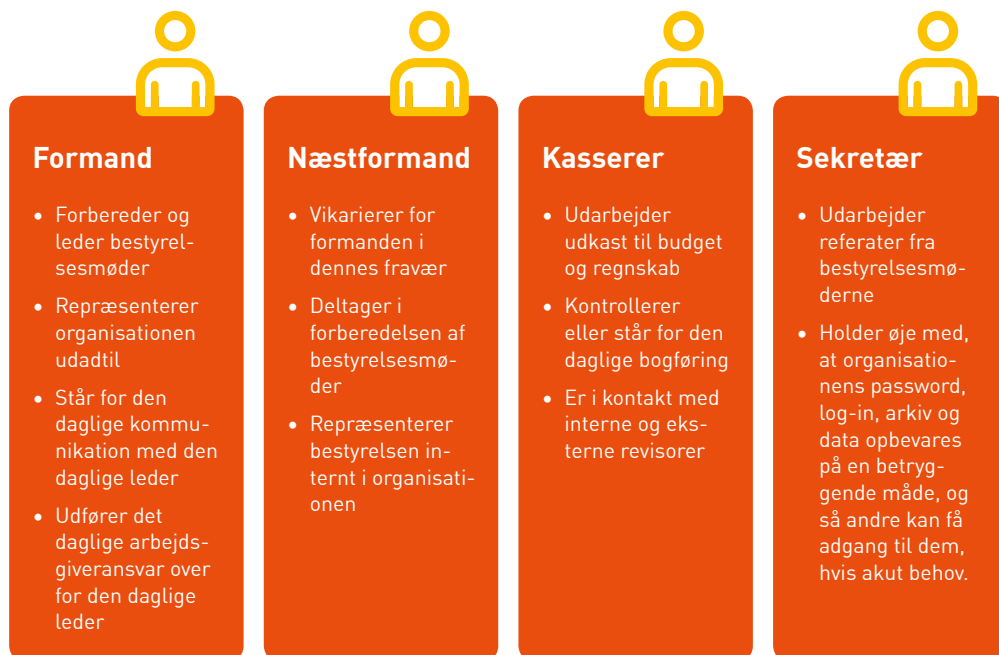 Formand
• Forbereder og
leder bestyrel-
sesmøder
• Repræsenterer
organisationen
udadtil
• Står for den
daglige kommu-
nikation med den
daglige leder
• Udfører det
daglige arbejds-
giveransvar over
for den daglige
leder
Næstformand
• Vikarierer for
formanden i
dennes fravær
• Deltager i
forberedelsen af
bestyrelsesmø-
der
• Repræsenterer
bestyrelsen in-
ternt i organisati-
onen
Kasserer
• Udarbejder
udkast til budget
og regnskab
• Kontrollerer
eller står for den
daglige bogføring
• Er i kontakt med
interne og eks-
terne revisorer
Sekretær
• Udarbejder
referater fra
bestyrelsesmø-
derne
• Holder øje med,
at organisatio-
nens password,
log-in, arkiv og
data opbevares
på en betryg-
gende måde, og
så andre kan få
adgang til dem,
hvis akut behov.